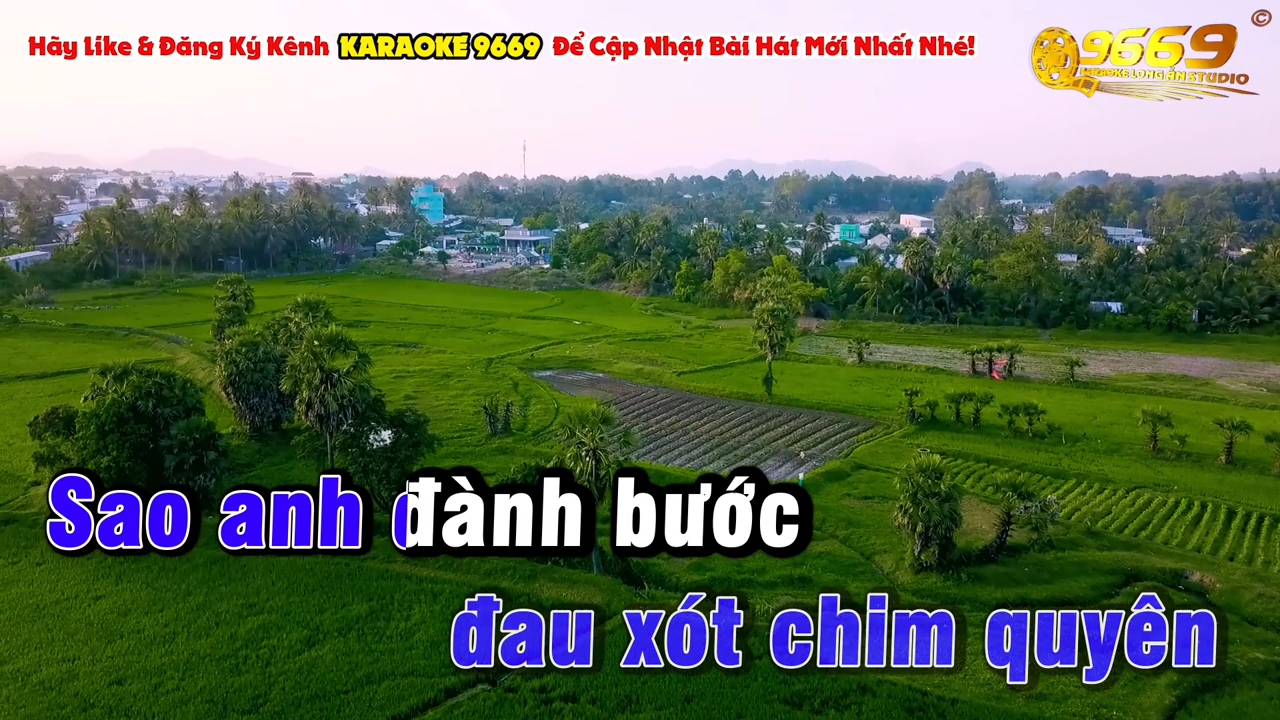 Hãy Like & Đăng Ký Kênh KARAOKE 9669 Để Cập Nhật Bài Hát Mới Nhất Nhé!
©
9669
KARAOKE LONG ẨN STUDIO
Sao anh đành bước
đau xót chim quyên